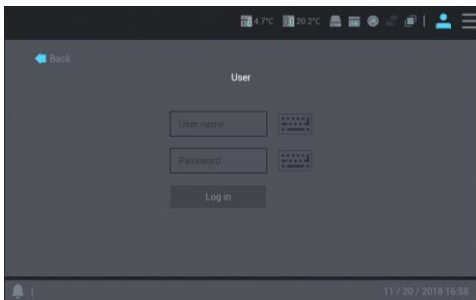 4.7°C 20.2°C
Back
User
User name
Password
Log in
11 / 20 / 2018 16:58